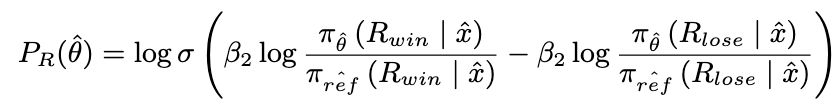 P_R(\hat{\theta}) = \log \sigma \left( \beta_2 \log \frac{\pi_{\hat{\theta}} (R_{win} \mid \hat{x})}{\pi_{\hat{ref}} (R_{win} \mid \hat{x})} - \beta_2 \log \frac{\pi_{\hat{\theta}} (R_{lose} \mid \hat{x})}{\pi_{\hat{ref}} (R_{lose} \mid \hat{x})} \right)